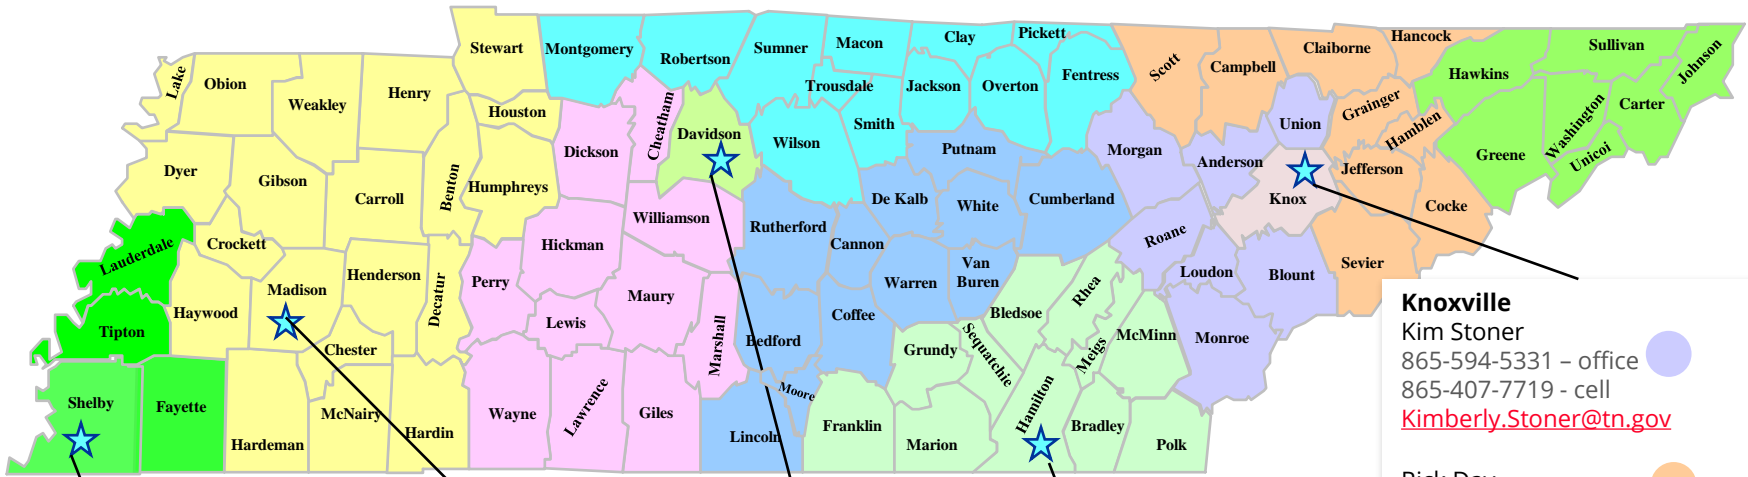 Stewart
Montgomery
Robertson
Sumner
Macon
Clay
Pickett
Scott
Campbell
Claiborne
Hancock
Hawkins
Sullivan
Johnson
Lake
Obion
Weakley
Henry
Houston
Cheatham
Davidson
Trousdale
Jackson
Overton
Fentress
Union
Grainger
Hamblen
Washington
Carter
Dyer
Gibson
Carroll
Benton
Humphreys
Dickson
Wilson
Smith
Putnam
Morgan
Anderson
Knox
Jefferson
Greene
Unicoi
Lauderdale
Crockett
Henderson
Decatur
Perry
Hickman
Williamson
Rutherford
Cannon
De Kalb
White
Cumberland
Roane
Loudon
Blount
Sevier
Cocke
Tipton
Haywood
Madison
Chester
Lewis
Maury
Marshall
Bedford
Coffee
Warren
Van
Buren
Bledsoe
Rhea
Meigs
McMinn
Monroe
Shelby
Fayette
Hardeman
McNairy
Hardin
Wayne
Lawrence
Giles
Lincoln
Moore
Franklin
Grundy
Sequatchie
Marion
Hamilton
Bradley
Polk
Knoxville
Kim Stoner
865-594-5331 – office
865-407-7719 - cell
Kimberly.Stoner@tn.gov